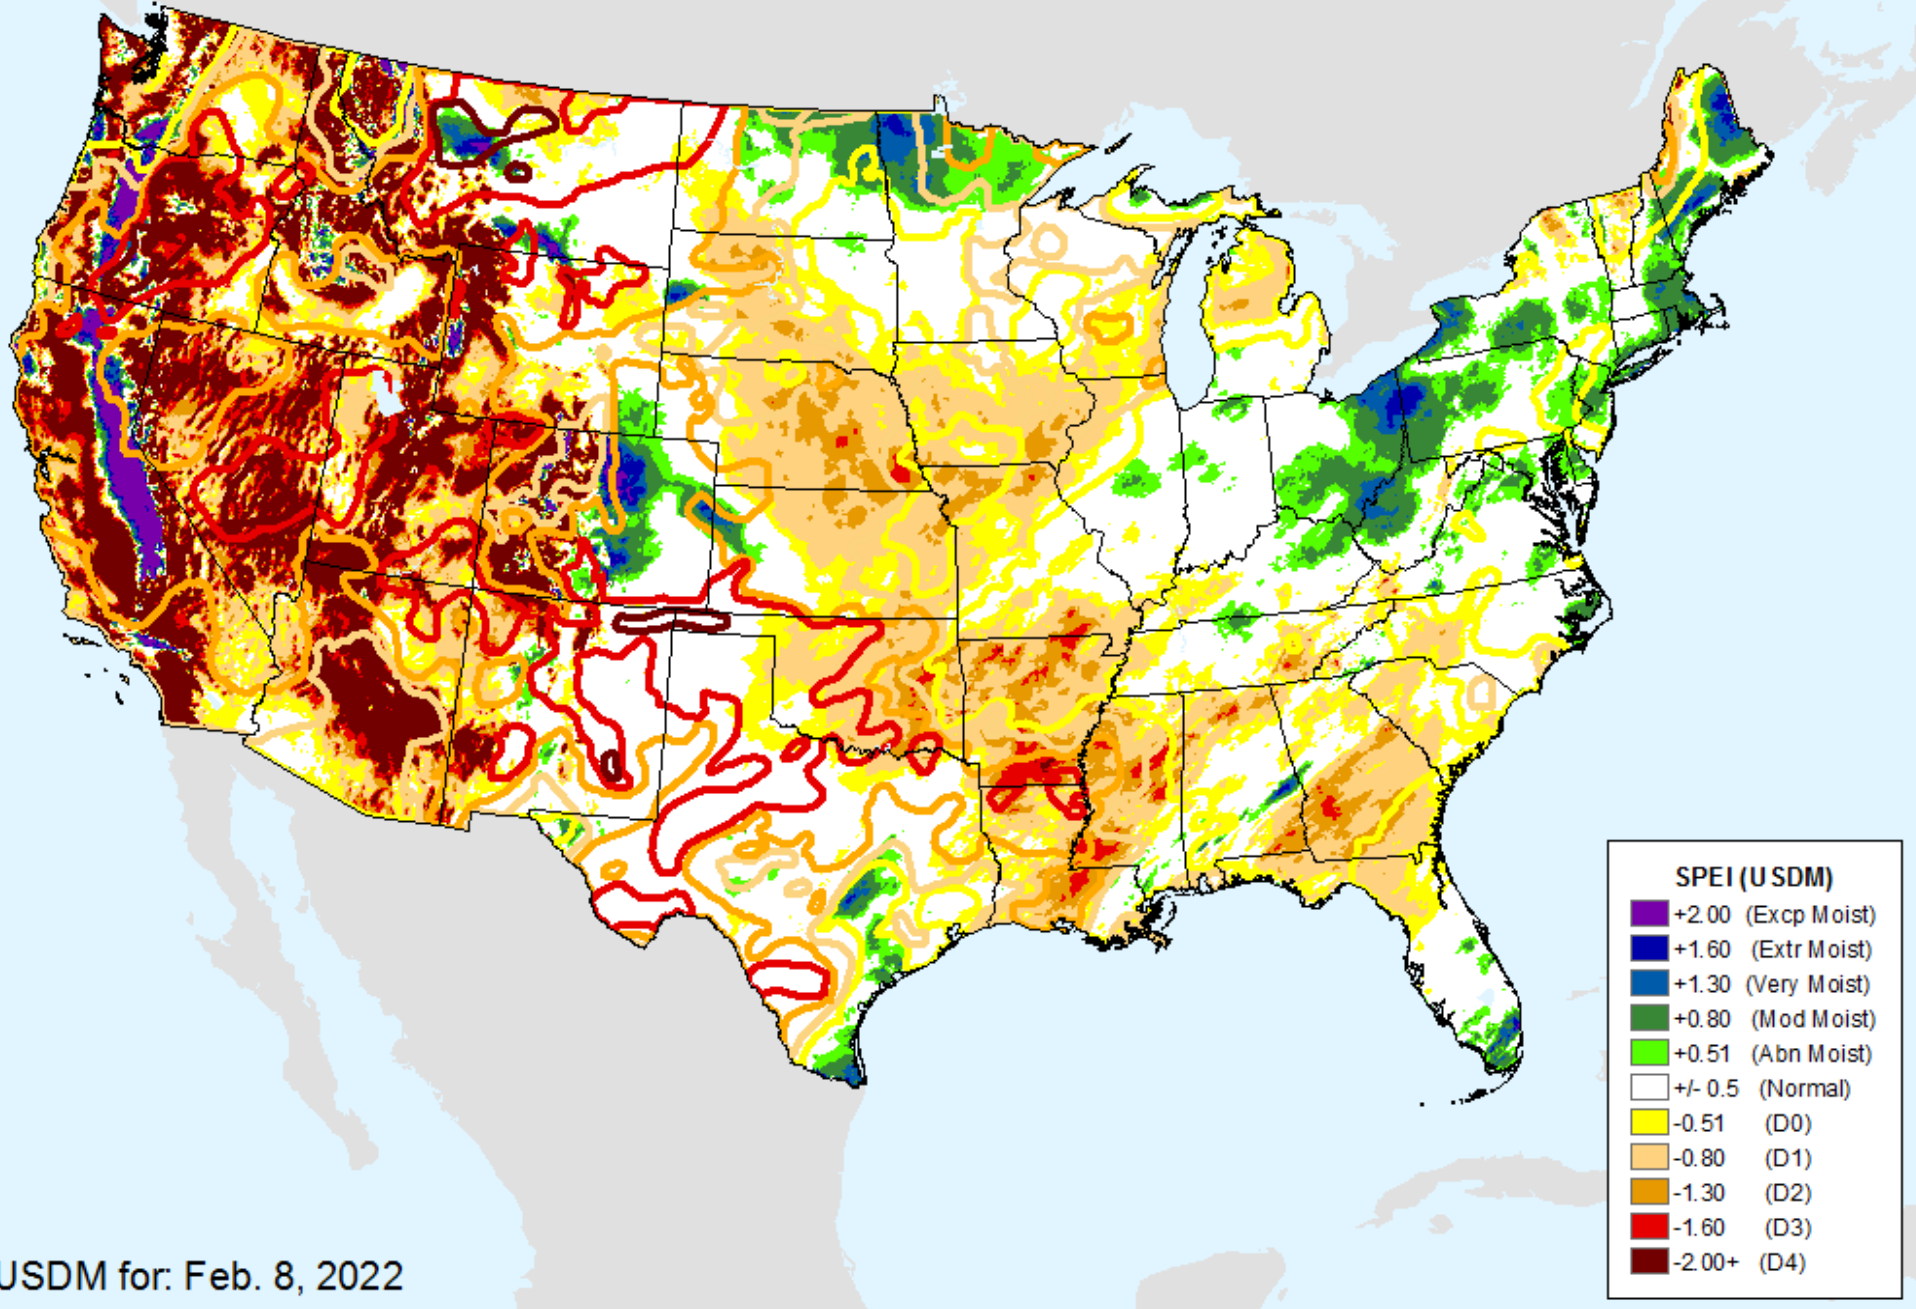 SPEI (USDM)
+2.00 (Excp Moist)
+1.60 (Extr Moist)
+1.30 (Very Moist)
+0.80 (Mod Moist)
+0.51 (Abn Moist)
+/- 0.5 (Normal)
-0.51 (D0)
-0.80 (D1)
-1.30 (D2)
-1.60 (D3)
-2.00+ (D4)
USDM for: Feb. 8, 2022